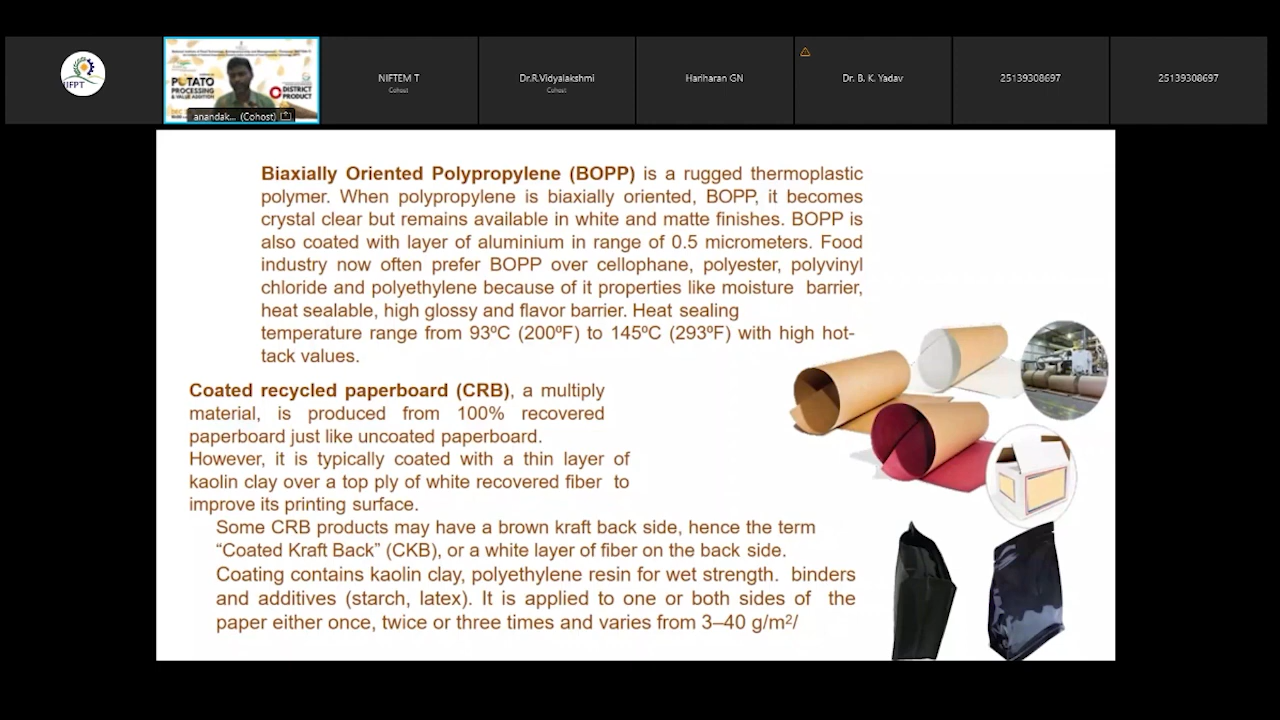 IIFPT
POTATO
PROCESSING
& VALUE ADDITION
DISTRICT
PRODUCT
anandak... (Cohost)
NIFTEM T
Cohost
Dr.R.Vidyalakshmi
Cohost
Hariharan GN
Dr. B. K. Yadav
25139308697
25139308697
Biaxially Oriented Polypropylene (BOPP) is a rugged thermoplastic
polymer. When polypropylene is biaxially oriented, BOPP, it becomes
crystal clear but remains available in white and matte finishes. BOPP is
also coated with layer of aluminium in range of 0.5 micrometers. Food
industry now often prefer BOPP over cellophane, polyester, polyvinyl
chloride and polyethylene because of it properties like moisture barrier,
heat sealable, high glossy and flavor barrier. Heat sealing
temperature range from 93ºC (200ºF) to 145ºC (293ºF) with high hot-
tack values.
Coated recycled paperboard (CRB), a multiply
material, is produced from 100% recovered
paperboard just like uncoated paperboard.
However, it is typically coated with a thin layer of
kaolin clay over a top ply of white recovered fiber to
improve its printing surface.
Some CRB products may have a brown kraft back side, hence the term
“Coated Kraft Back” (CKB), or a white layer of fiber on the back side.
Coating contains kaolin clay, polyethylene resin for wet strength. binders
and additives (starch, latex). It is applied to one or both sides of the
paper either once, twice or three times and varies from 3–40 g/m²/